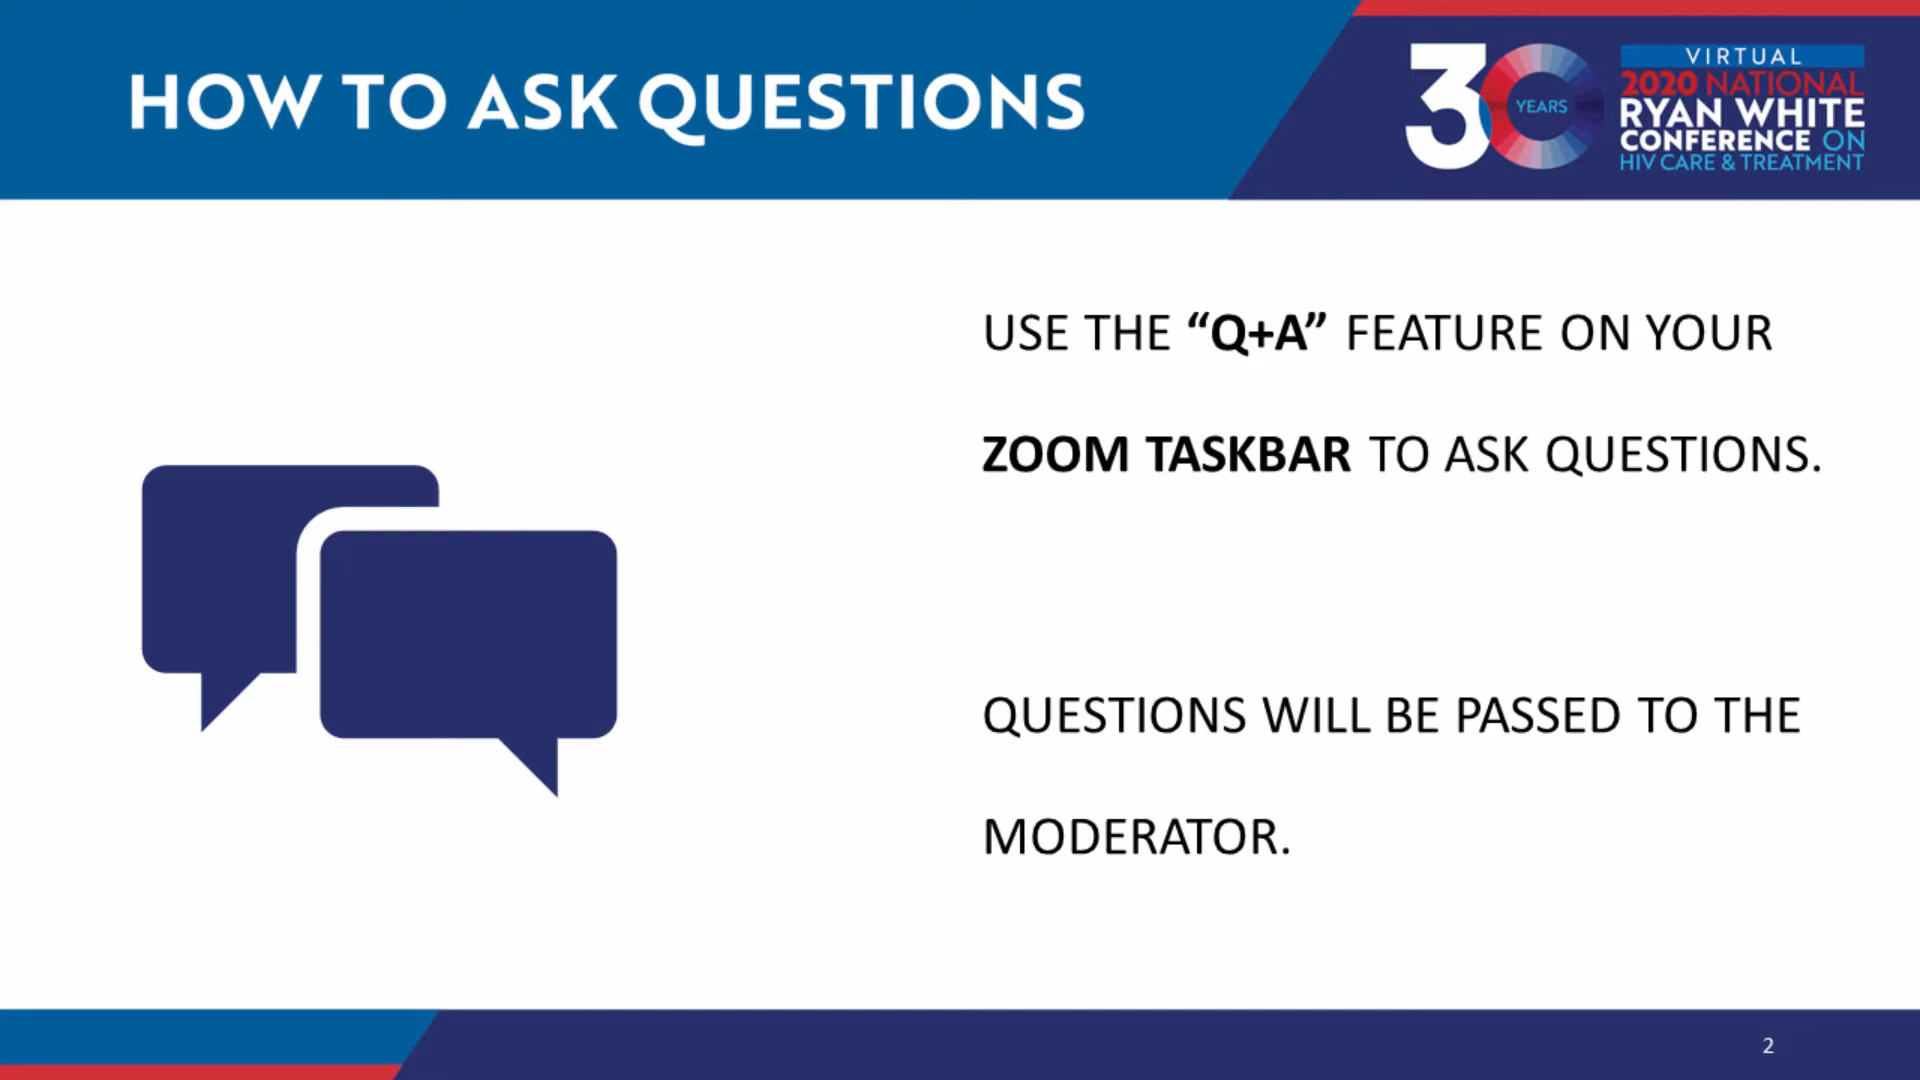 HOW TO ASK QUESTIONS
30 YEARS
VIRTUAL
2020 NATIONAL
RYAN WHITE
CONFERENCE ON
HIV CARE & TREATMENT
USE THE “Q+A” FEATURE ON YOUR
ZOOM TASKBAR TO ASK QUESTIONS.
QUESTIONS WILL BE PASSED TO THE
MODERATOR.
2